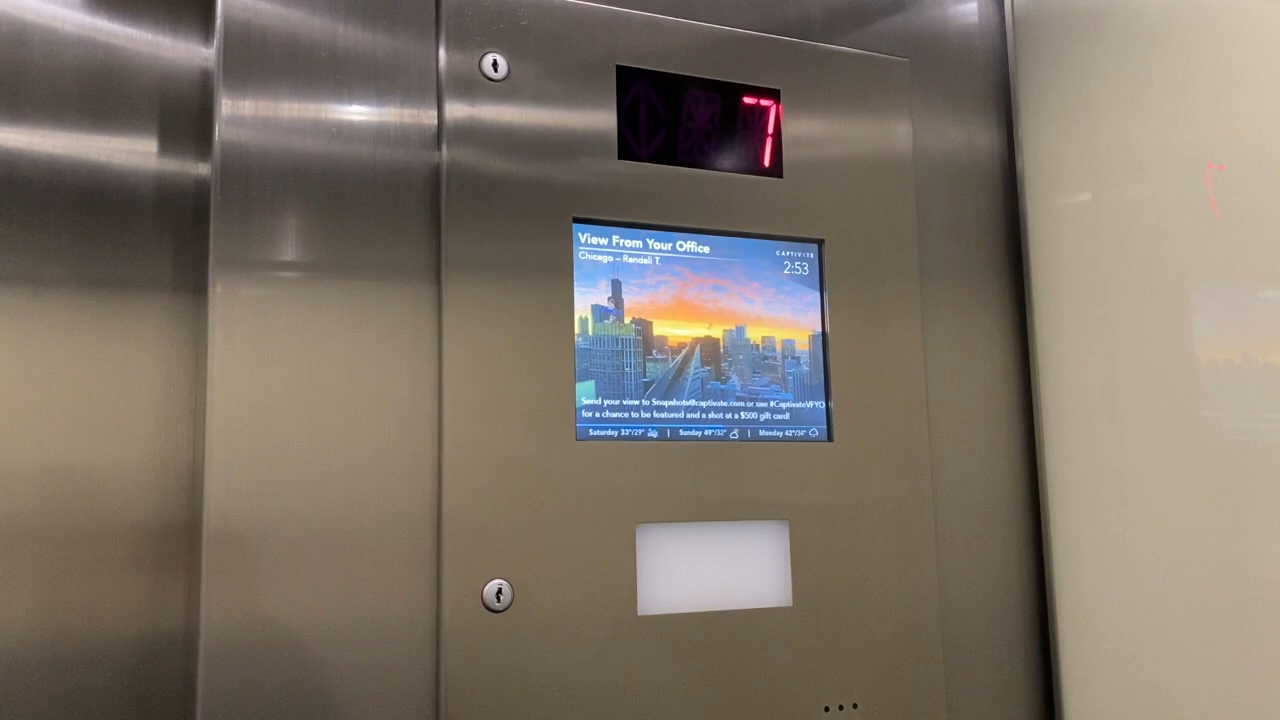 7
View From Your Office
CAPTIVATE
Chicago – Randall T.
2:53
Send your view to Snapshots@captivate.com or use #CaptivateVFYO
for a chance to be featured and a shot at a $500 gift card!
Saturday 33°/29° | Sunday 49°/32° | Monday 42°/34°